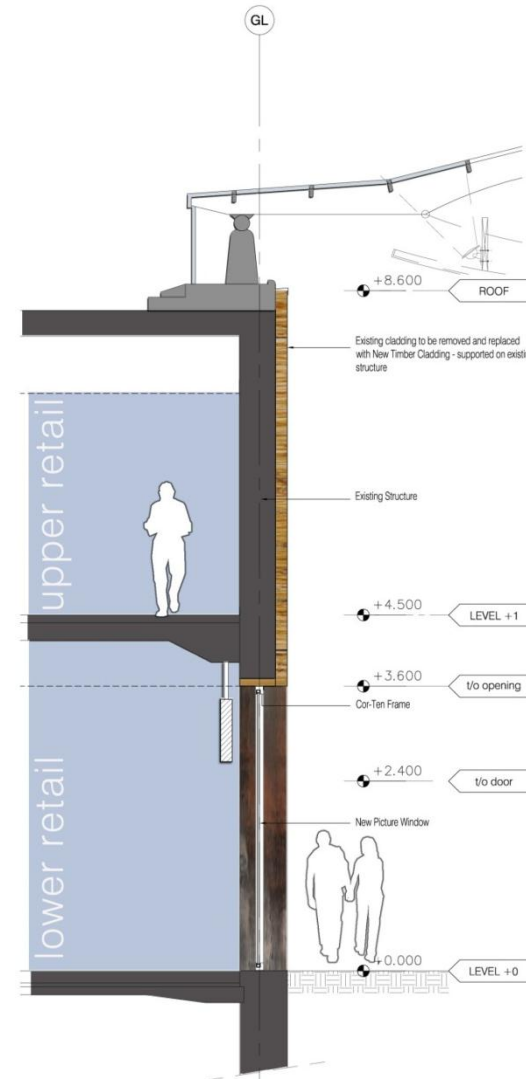 GL
+8.600
ROOF
Existing cladding to be removed and replaced
with New Timber Cladding - supported on existi
structure
upper retail
Existing Structure
+4.500
LEVEL +1
+3.600
t/o opening
Cor-Ten Frame
+2.400
t/o door
lower retail
New Picture Window
+0.000
LEVEL +0